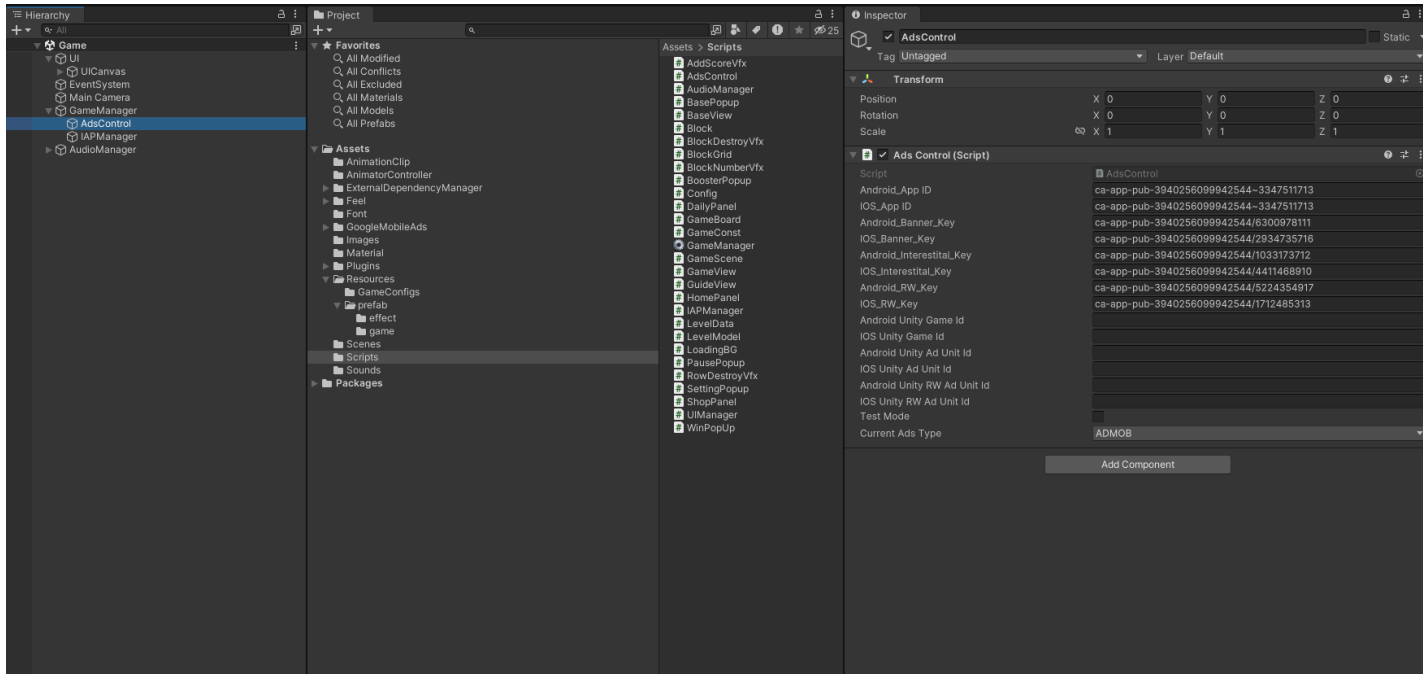 Hierarchy
All
Game
UI
UICanvas
EventSystem
Main Camera
GameManager
AdsControl
IAPManager
AudioManager
Project
25
Favorites
All Modified
All Conflicts
All Excluded
All Materials
All Models
All Prefabs
Assets
AnimationClip
AnimatorController
ExternalDependencyManager
Feel
Font
GoogleMobileAds
Images
Material
Plugins
Resources
GameConfigs
prefab
effect
game
Scenes
Scripts
Sounds
Packages
Assets > Scripts
AddScoreVfx
AdsControl
AudioManager
BasePopup
BaseView
Block
BlockDestroyVfx
BlockGrid
BlockNumberVfx
BoosterPopup
Config
DailyPanel
GameBoard
GameConst
GameManager
GameScene
GameView
GuideView
HomePanel
IAPManager
LevelData
LevelModel
LoadingBG
PausePopup
RowDestroyVfx
SettingPopup
ShopPanel
UIManager
WinPopUp
Inspector
AdsControl Static
Tag Untagged Layer Default
Transform
Position X 0 Y 0 Z 0
Rotation X 0 Y 0 Z 0
Scale X 1 Y 1 Z 1
Ads Control (Script)
Script AdsControl
Android_App ID ca-app-pub-3940256099942544~3347511713
IOS_App ID ca-app-pub-3940256099942544~3347511713
Android_Banner_Key ca-app-pub-3940256099942544/6300978111
IOS_Banner_Key ca-app-pub-3940256099942544/2934735716
Android_Interestital_Key ca-app-pub-3940256099942544/1033173712
IOS_Interestital_Key ca-app-pub-3940256099942544/4411468910
Android_RW_Key ca-app-pub-3940256099942544/5224354917
IOS_RW_Key ca-app-pub-3940256099942544/1712485313
Android Unity Game Id
IOS Unity Game Id
Android Unity Ad Unit Id
IOS Unity Ad Unit Id
Android Unity RW Ad Unit Id
IOS Unity RW Ad Unit Id
Test Mode
Current Ads Type ADMOB
Add Component